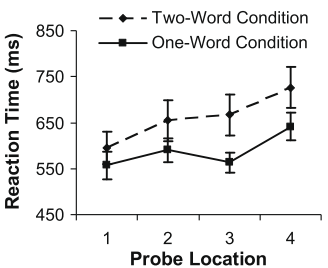 Two-Word Condition
One-Word Condition
850
750
650
550
450
Reaction Time (ms)
1 2 3 4
Probe Location